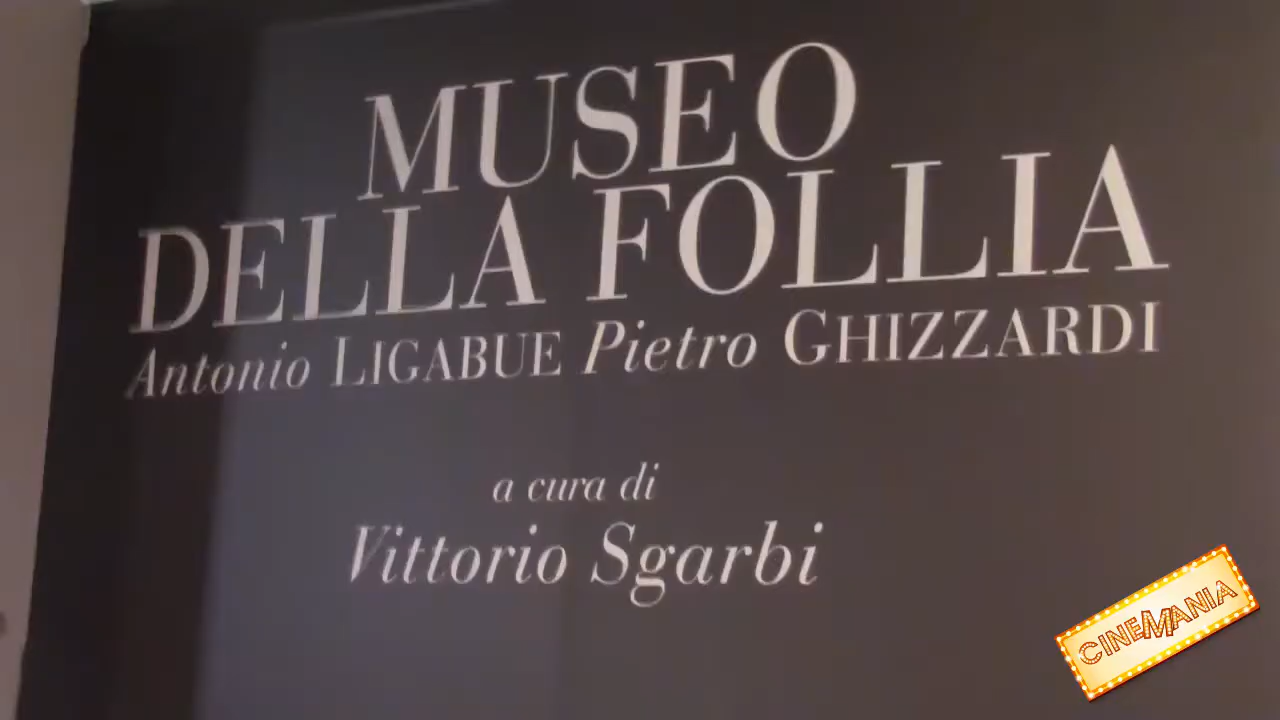 MUSEO
DELLA FOLLIA
Antonio LIGABUE Pietro GHIZZARDI
a cura di
Vittorio Sgarbi
CINEMANIA